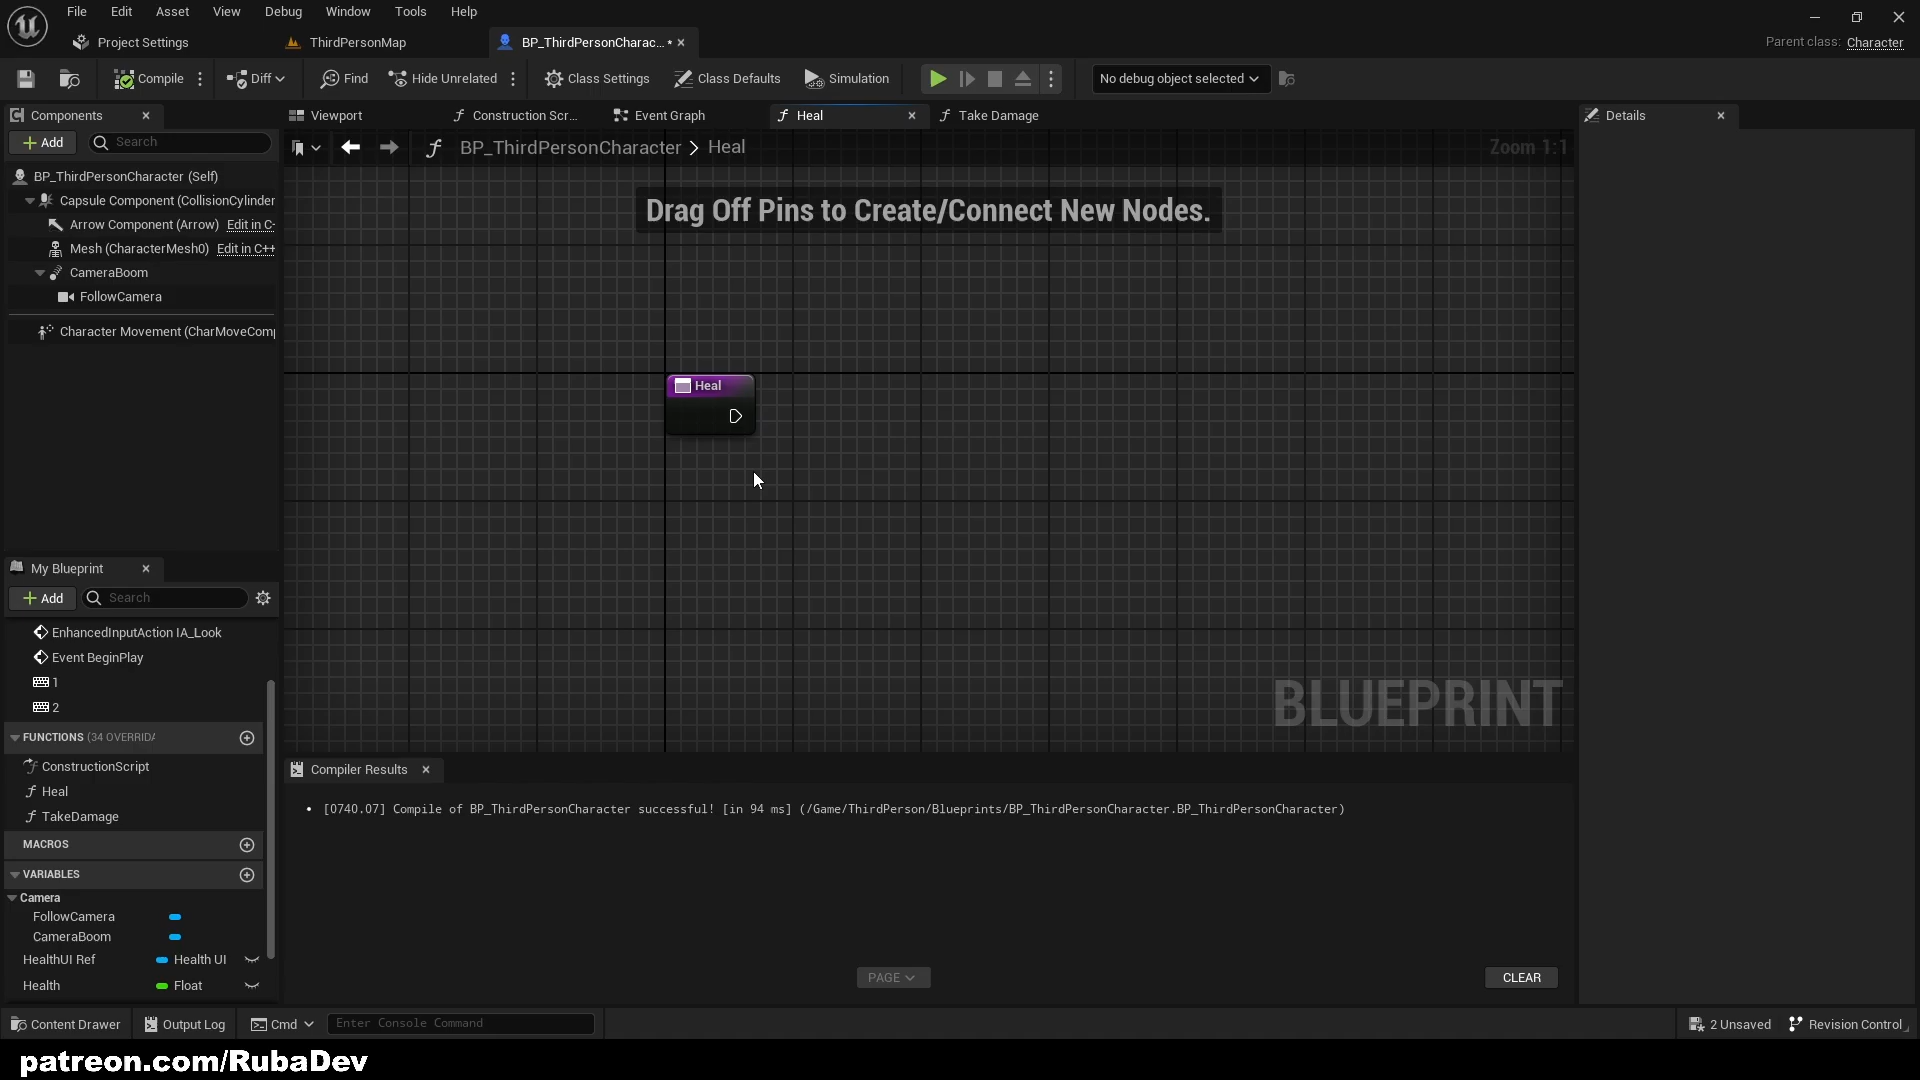 File Edit Asset View Debug Window Tools Help
Project Settings ThirdPersonMap BP_ThirdPersonCharac... •
Parent class: Character
Compile Diff Find Hide Unrelated Class Settings Class Defaults Simulation No debug object selected
Components
Add Search
BP_ThirdPersonCharacter (Self)
Capsule Component (CollisionCylinder
Arrow Component (Arrow) Edit in C-
Mesh (CharacterMesh0) Edit in C++
CameraBoom
FollowCamera
Character Movement (CharMoveComp
Viewport Construction Scr... Event Graph Heal Take Damage
BP_ThirdPersonCharacter > Heal
Zoom 1:1
Drag Off Pins to Create/Connect New Nodes.
Heal
BLUEPRINT
Details
My Blueprint
Add Search
EnhancedInputAction IA_Look
Event BeginPlay
1
2
FUNCTIONS (34 OVERRIDA
ConstructionScript
Heal
TakeDamage
MACROS
VARIABLES
Camera
FollowCamera
CameraBoom
HealthUI Ref Health UI
Health Float
Compiler Results
• [0740.07] Compile of BP_ThirdPersonCharacter successful! [in 94 ms] (/Game/ThirdPerson/Blueprints/BP_ThirdPersonCharacter.BP_ThirdPersonCharacter)
PAGE
CLEAR
Content Drawer Output Log Cmd Enter Console Command
2 Unsaved Revision Control
patreon.com/RubaDev